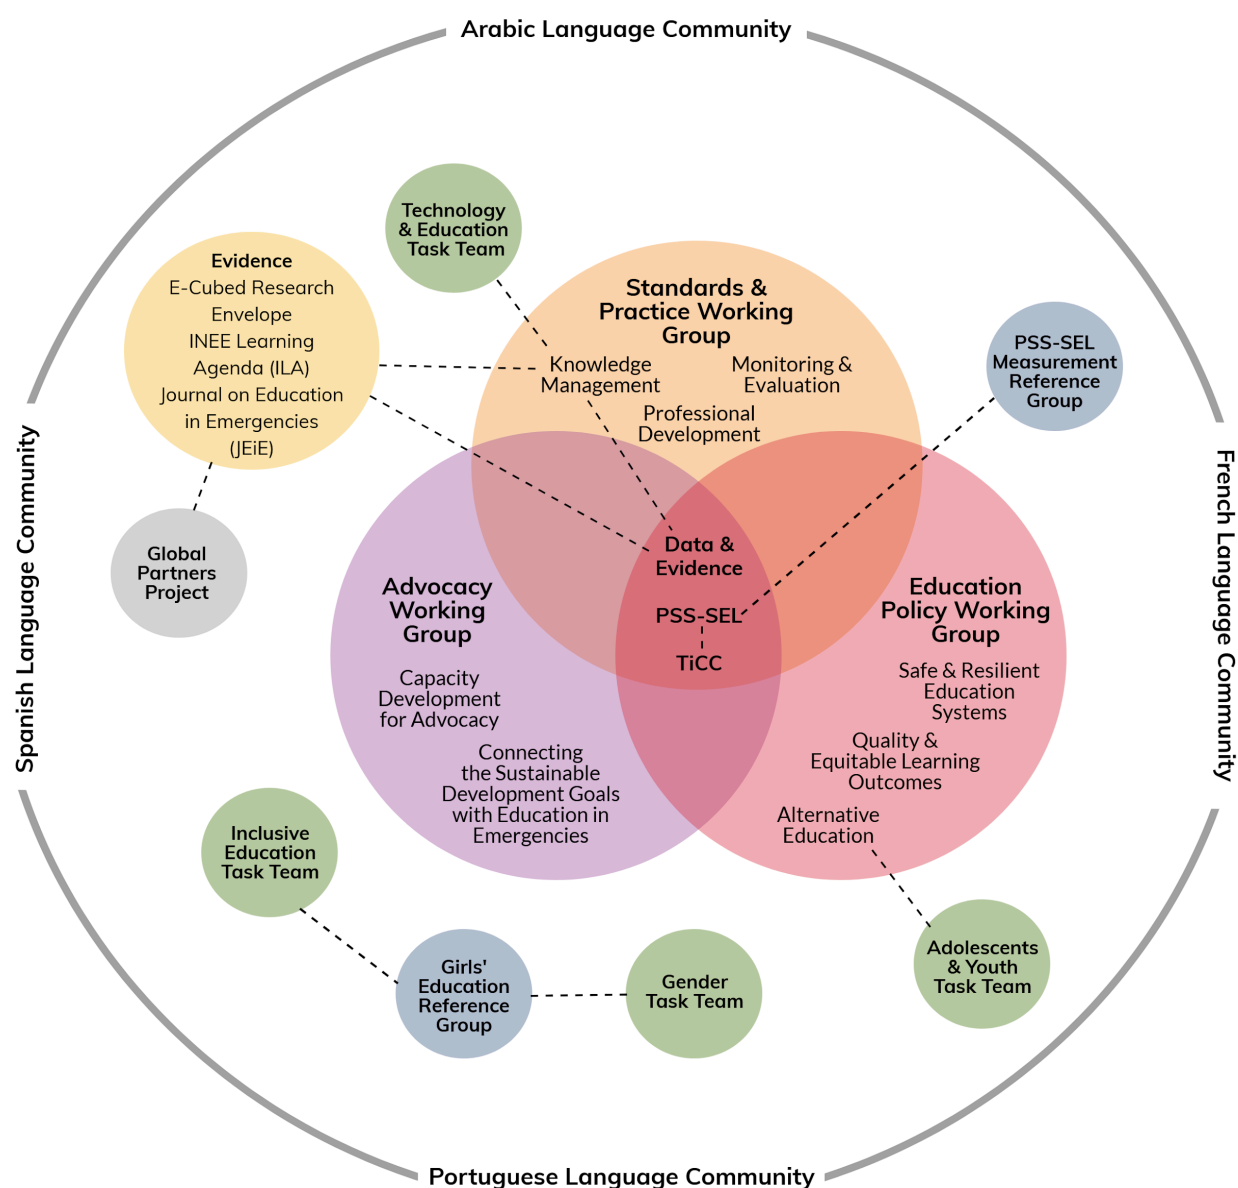 Arabic Language Community
Technology
& Education
Task Team
Evidence
E-Cubed Research
Envelope
INEE Learning
Agenda (ILA)
Journal on Education
in Emergencies
(JEiE)
Standards &
Practice Working
Group
Knowledge
Management
Monitoring &
Evaluation
Professional
Development
PSS-SEL
Measurement
Reference
Group
Spanish Language Community
French Language Community
Global
Partners
Project
Data &
Evidence
PSS-SEL
TiCC
Advocacy
Working
Group
Capacity
Development
for Advocacy
Connecting
the Sustainable
Development Goals
with Education in
Emergencies
Education
Policy Working
Group
Safe & Resilient
Education
Systems
Quality &
Equitable Learning
Outcomes
Alternative
Education
Inclusive
Education
Task Team
Girls'
Education
Reference
Group
Gender
Task Team
Adolescents
& Youth
Task Team
Portuguese Language Community